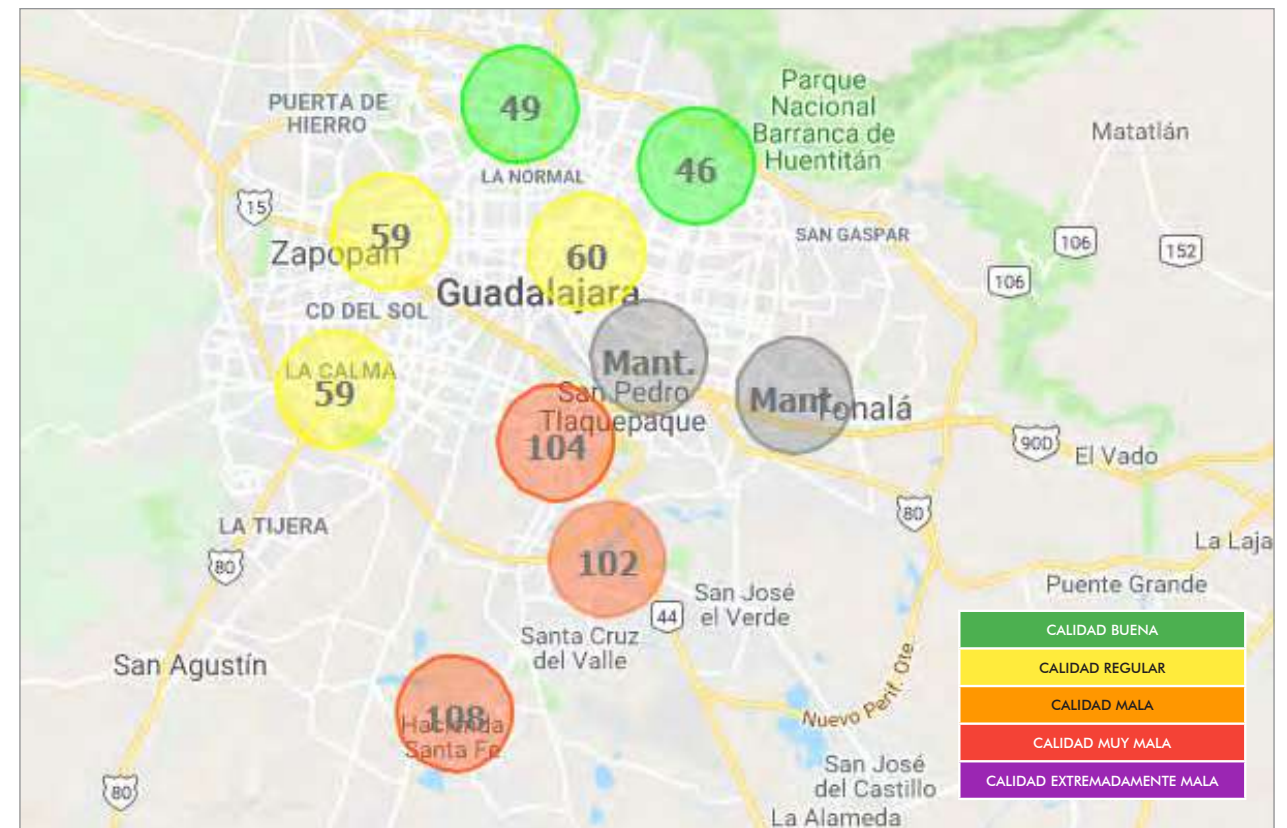 49
Parque
Nacional
Barranca de
Huentitán
PUERTA DE
HIERRO
Matatlán
46
LA NORMAL
15
59
Zapopan
SAN GASPAR
106
152
60
106
Guadalajara
CD DEL SOL
Mant.
LA CALMA
59
San Pedro
Tlaquepaque
Mant.
Tonalá
104
90D
El Vado
80
LA TIJERA
La Laja
80
102
Puente Grande
San José
el Verde
44
Santa Cruz
del Valle
San Agustín
108
Hacienda
Santa Fe
Nuevo Perif. Ote
San José
del Castillo
80
La Alameda
CALIDAD BUENA
CALIDAD REGULAR
CALIDAD MALA
CALIDAD MUY MALA
CALIDAD EXTREMADAMENTE MALA